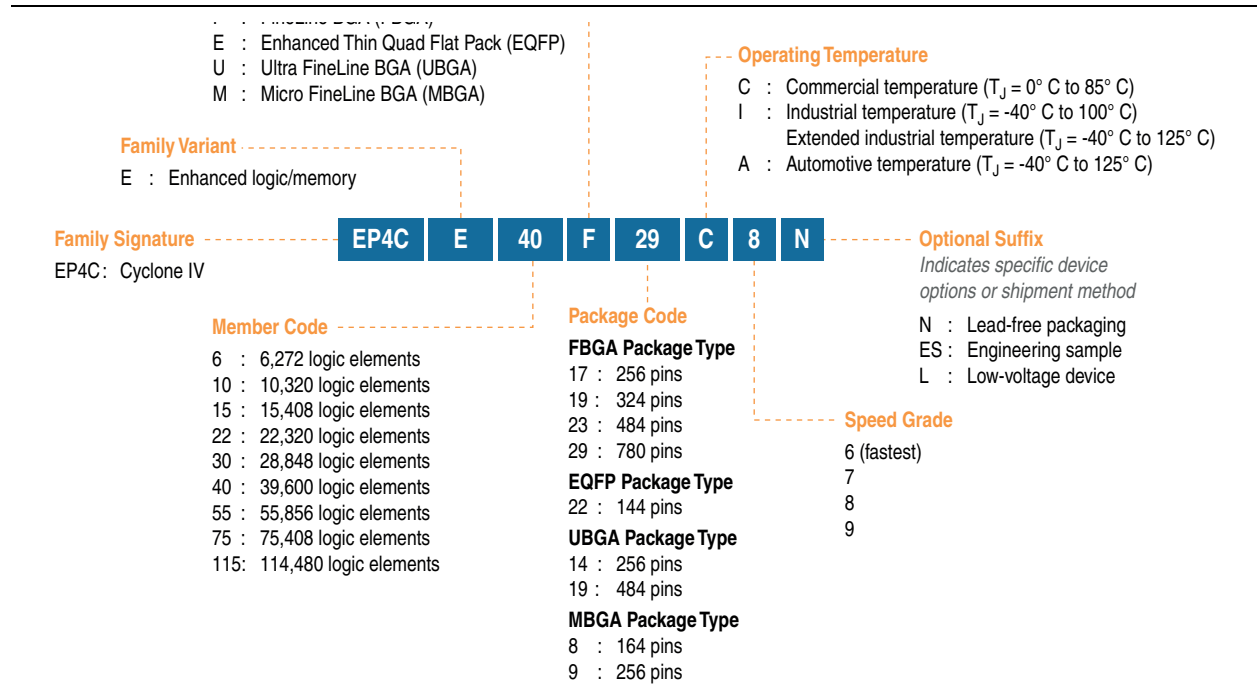 E : Enhanced Thin Quad Flat Pack (EQFP)
U : Ultra FineLine BGA (UBGA)
M : Micro FineLine BGA (MBGA)
Operating Temperature
C : Commercial temperature (TJ = 0° C to 85° C)
I : Industrial temperature (TJ = -40° C to 100° C)
Extended industrial temperature (TJ = -40° C to 125° C)
A : Automotive temperature (TJ = -40° C to 125° C)
Family Variant
E : Enhanced logic/memory
Family Signature
EP4C : Cyclone IV
EP4C E 40 F 29 C 8 N
Optional Suffix
Indicates specific device
options or shipment method
N : Lead-free packaging
ES : Engineering sample
L : Low-voltage device
Member Code
6 : 6,272 logic elements
10 : 10,320 logic elements
15 : 15,408 logic elements
22 : 22,320 logic elements
30 : 28,848 logic elements
40 : 39,600 logic elements
55 : 55,856 logic elements
75 : 75,408 logic elements
115: 114,480 logic elements
Package Code
FBGA Package Type
17 : 256 pins
19 : 324 pins
23 : 484 pins
29 : 780 pins
EQFP Package Type
22 : 144 pins
UBGA Package Type
14 : 256 pins
19 : 484 pins
MBGA Package Type
8 : 164 pins
9 : 256 pins
Speed Grade
6 (fastest)
7
8
9